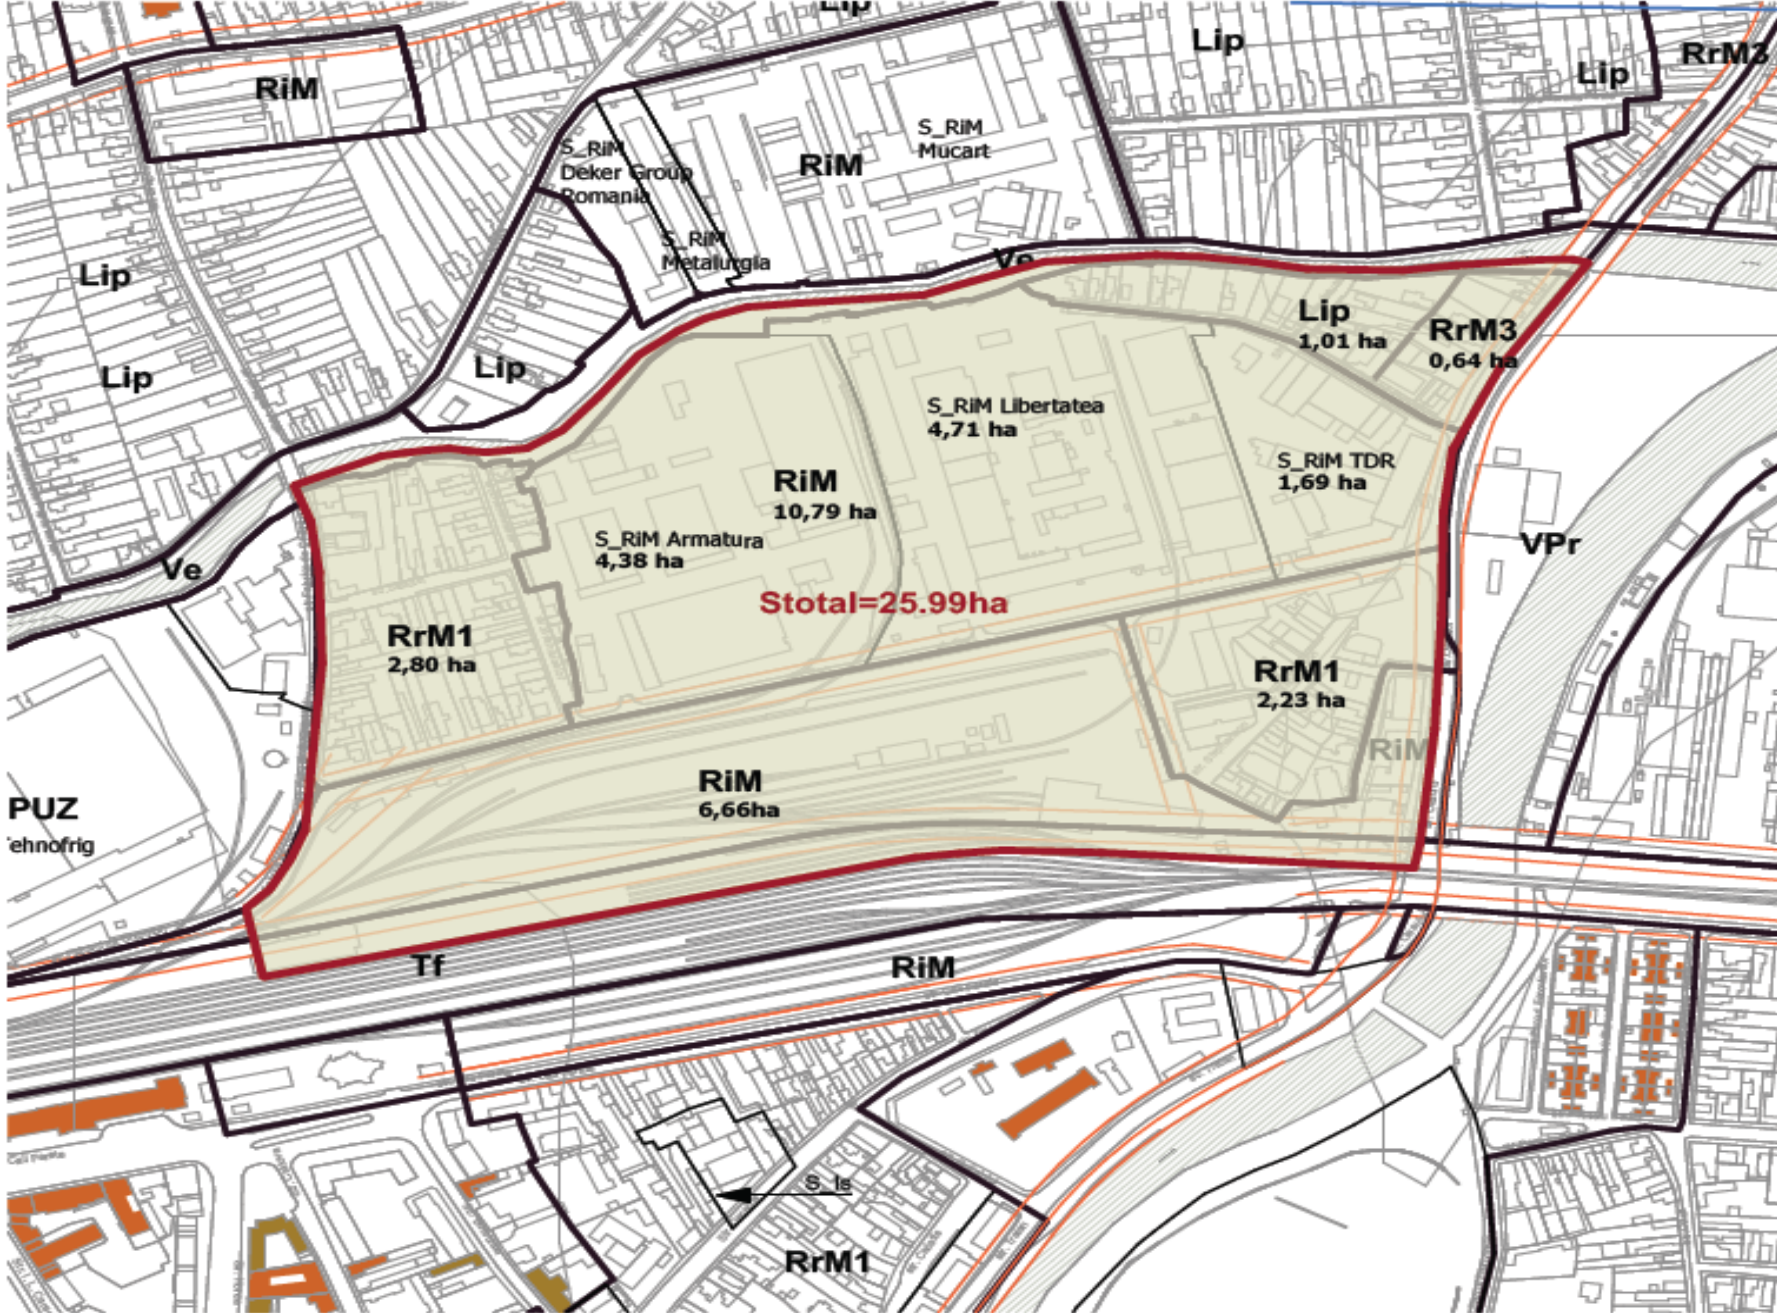 Lip
Lip
RrM3
Lip
RiM
S_RiM
Mucart
S_RiM
Deker Group
Romania
RiM
S_RiM
Metalurgia
Ve
Lip
Lip
1,01 ha
RrM3
0,64 ha
Lip
Lip
S_RiM Libertatea
4,71 ha
S_RiM TDR
1,69 ha
RiM
10,79 ha
S_RiM Armatura
4,38 ha
VPr
Ve
Stotal=25.99ha
RrM1
2,80 ha
RrM1
2,23 ha
RiM
RiM
6,66ha
PUZ
ehnofrig
Tf
RiM
S_Is
RrM1